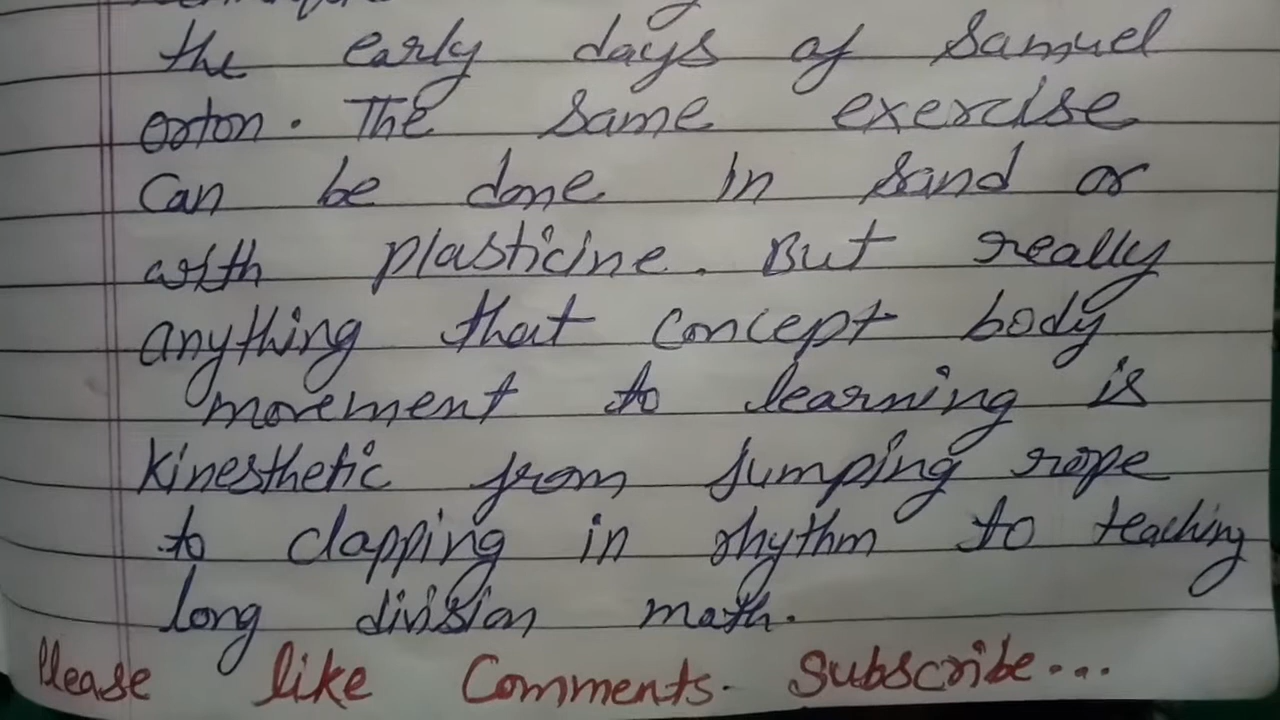 the early days of Samuel
Orton. The same exercise
Can be done in sand or
with plasticine. But really
anything that concept body
movement to learning is
kinesthetic from jumping rope
to clapping in rhythm to teaching
long division math.
Please like Comments. Subscribe...